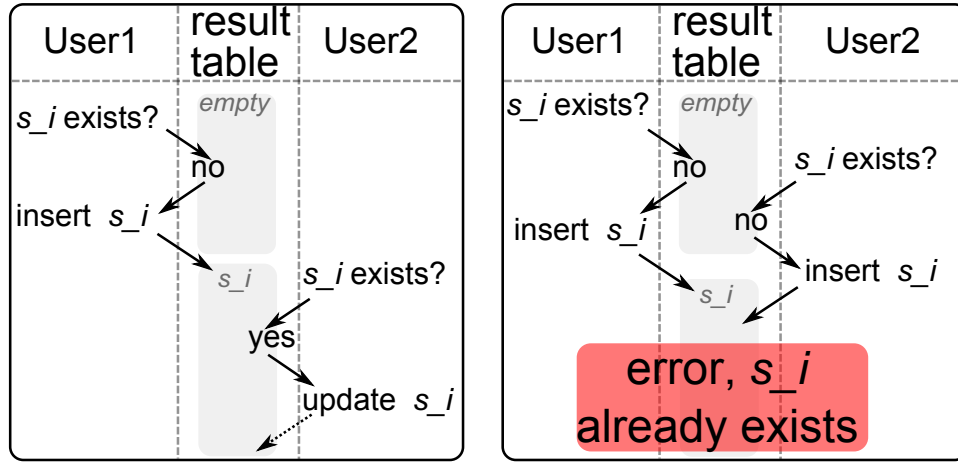 User1
result
table
User2
empty
s_i exists?
no
insert s_i
s_i
s_i exists?
yes
update s_i
User1
result
table
User2
empty
s_i exists?
no
s_i exists?
insert s_i
no
insert s_i
s_i
error, s_i
already exists